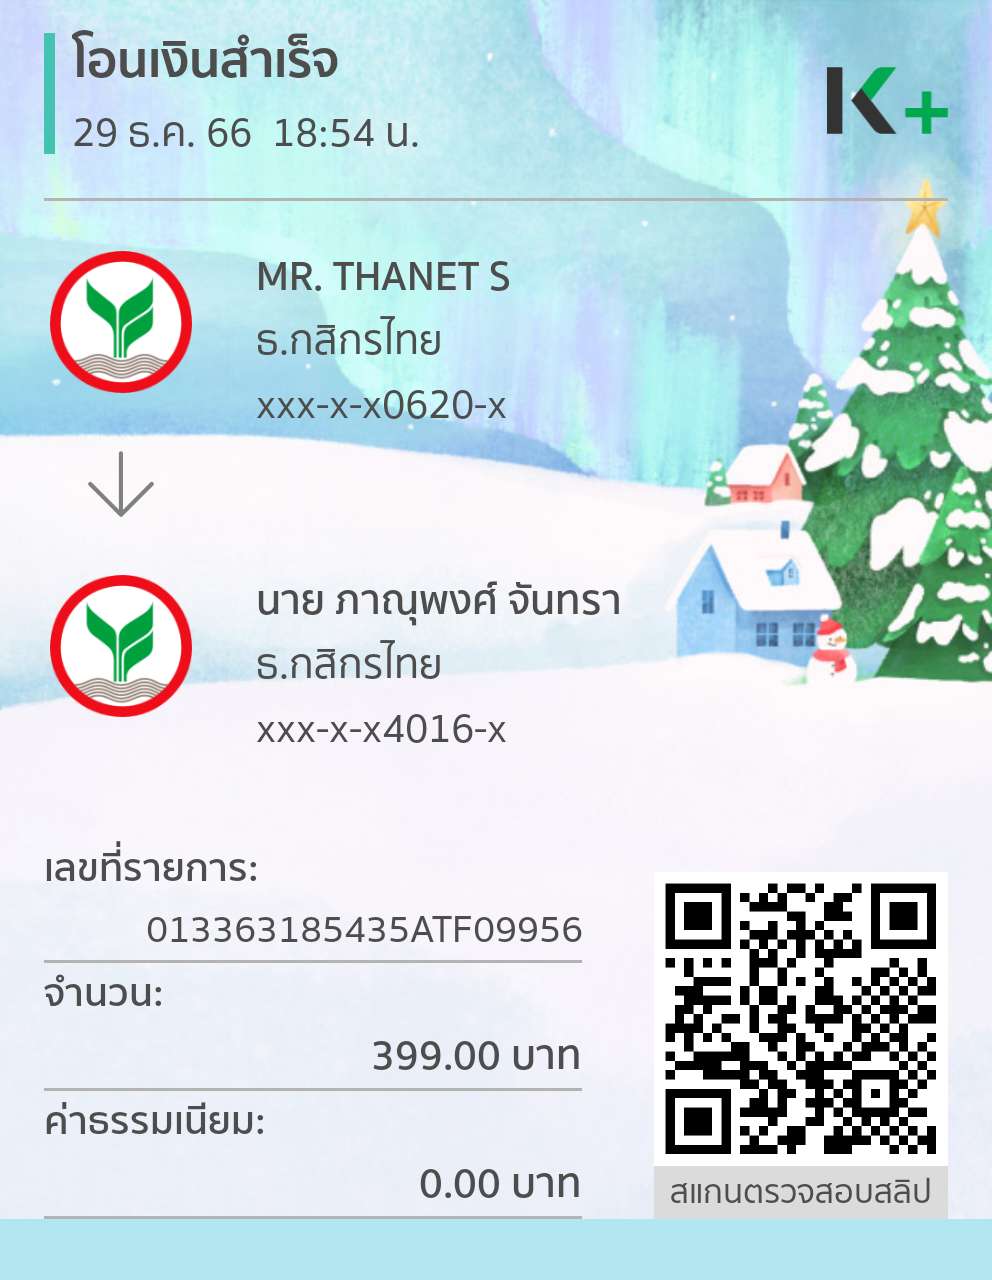 โอนเงินสำเร็จ
29 ธ.ค. 66 18:54 น.
K+
MR. THANET S
ธ.กสิกรไทย
xxx-x-x0620-x
นาย ภาณุพงศ์ จันทรา
ธ.กสิกรไทย
xxx-x-x4016-x
เลขที่รายการ:
013363185435ATF09956
จำนวน:
399.00 บาท
ค่าธรรมเนียม:
0.00 บาท
สแกนตรวจสอบสลิป